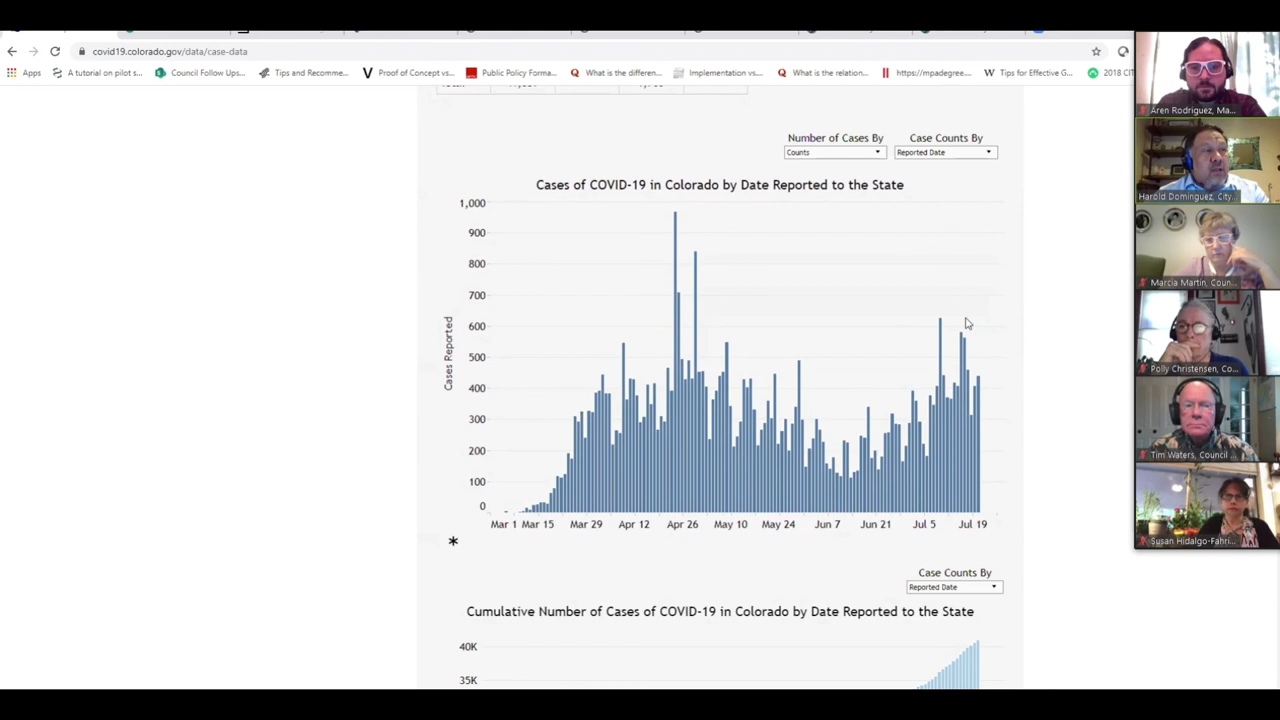 covid19.colorado.gov/data/case-data
Apps A tutorial on pilot s... Council Follow Ups... Tips and Recomme... Proof of Concept vs... Public Policy Forma... What is the differen... Implementation vs... What is the relation... https://mpadegree... Tips for Effective G... 2018 CIT
Number of Cases By Case Counts By
Counts Reported Date
Cases of COVID-19 in Colorado by Date Reported to the State
1,000
900
800
700
600
500
400
300
200
100
0
Cases Reported
Mar 1 Mar 15 Mar 29 Apr 12 Apr 26 May 10 May 24 Jun 7 Jun 21 Jul 5 Jul 19
*
Case Counts By
Reported Date
Cumulative Number of Cases of COVID-19 in Colorado by Date Reported to the State
40K
35K
Aren Rodriguez, Ma...
Harold Dominguez, City...
Marcia Martin, Coun...
Polly Christensen, Co...
Tim Waters, Council ...
Susan Hidalgo-Fahri...